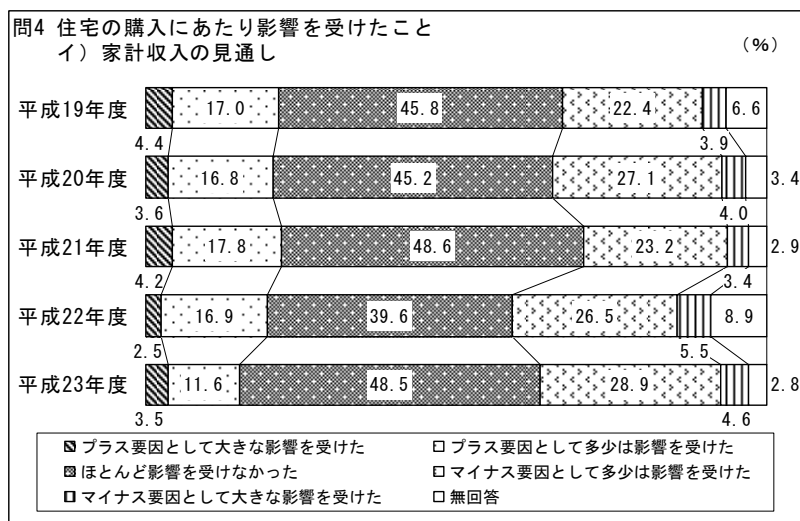 問4 住宅の購入にあたり影響を受けたこと
イ）家計収入の見通し
（%）
平成19年度 17.0 45.8 22.4 6.6
4.4 3.9
平成20年度 16.8 45.2 27.1 3.4
3.6 4.0
平成21年度 17.8 48.6 23.2 2.9
4.2 3.4
平成22年度 16.9 39.6 26.5 8.9
2.5 5.5
平成23年度 11.6 48.5 28.9 2.8
3.5 4.6
プラス要因として大きな影響を受けた プラス要因として多少は影響を受けた
ほとんど影響を受けなかった マイナス要因として多少は影響を受けた
マイナス要因として大きな影響を受けた 無回答